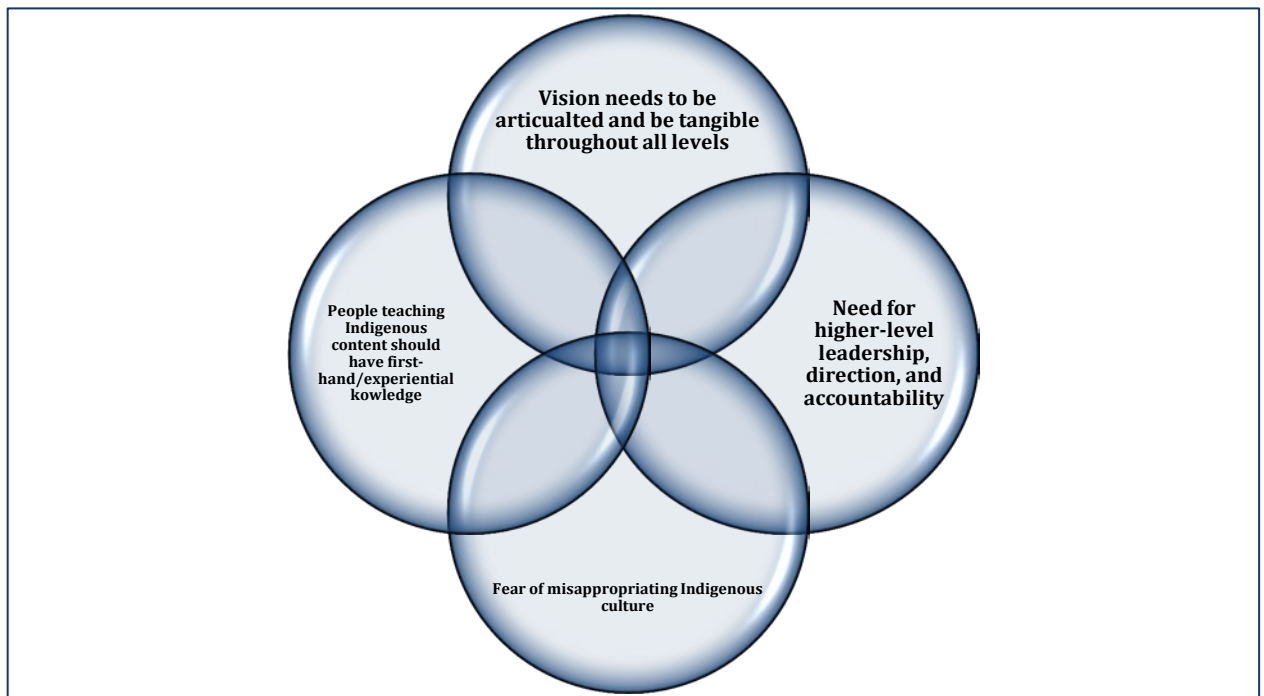 Vision needs to be
articualted and be tangible
throughout all levels
People teaching
Indigenous
content should
have first-
hand/experiential
kowledge
Need for
higher-level
leadership,
direction, and
accountability
Fear of misappropriating Indigenous
culture